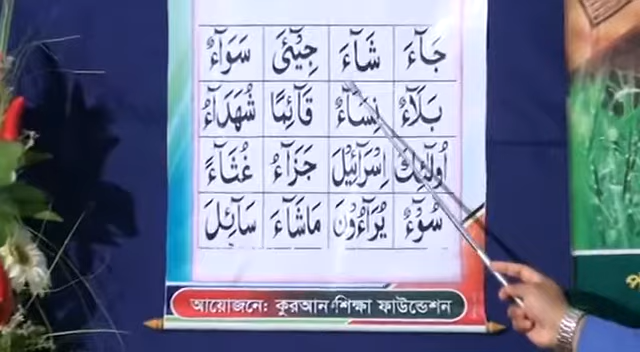 جَآءَ شَآءَ جِيْٓئَ سَوَآءٌ
بَلَآءٌ نِسَآءٌ قَآئِمًا شُهَدَآءُ
اُولٰٓئِكَ اِسْرَآئِيْلَ جَزَآءُ غُثَآءً
سُوْٓءٌ يُرَآءُوْنَ مَاشَآءَ سَآئِلَ
আয়োজনে: কুরআন শিক্ষা ফাউন্ডেশন